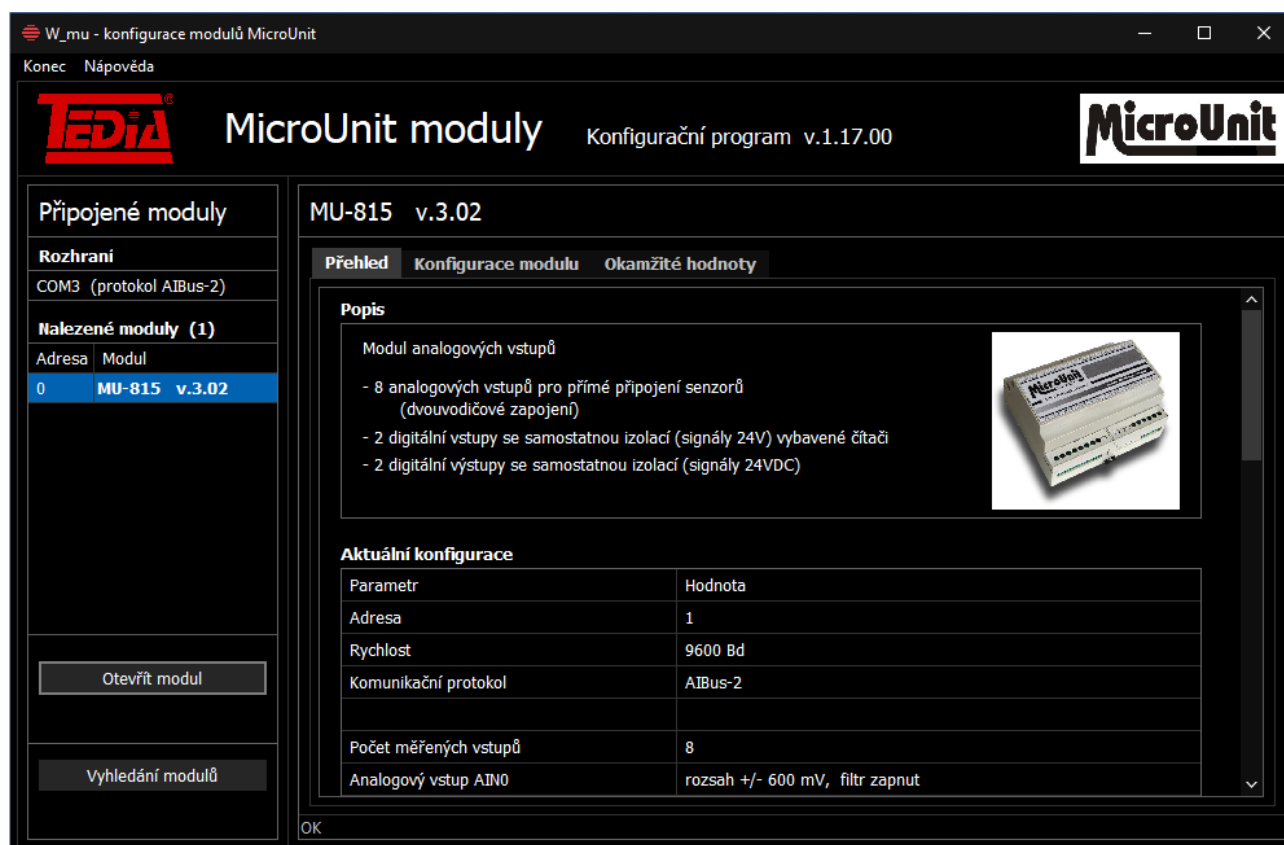 W_mu - konfigurace modulů MicroUnit
Konec Nápověda
TEDIA®
MicroUnit moduly
Konfigurační program v.1.17.00
MicroUnit
Připojené moduly
Rozhraní
COM3 (protokol AIBus-2)
Nalezené moduly (1)
Adresa Modul
0 MU-815 v.3.02
Otevřít modul
Vyhledání modulů
MU-815 v.3.02
Přehled Konfigurace modulu Okamžité hodnoty
Popis
Modul analogových vstupů
- 8 analogových vstupů pro přímé připojení senzorů
(dvouvodičové zapojení)
- 2 digitální vstupy se samostatnou izolací (signály 24V) vybavené čítači
- 2 digitální výstupy se samostatnou izolací (signály 24VDC)
MicroUnit
Aktuální konfigurace
Parametr Hodnota
Adresa 1
Rychlost 9600 Bd
Komunikační protokol AIBus-2
Počet měřených vstupů 8
Analogový vstup AIN0 rozsah +/- 600 mV, filtr zapnut
OK